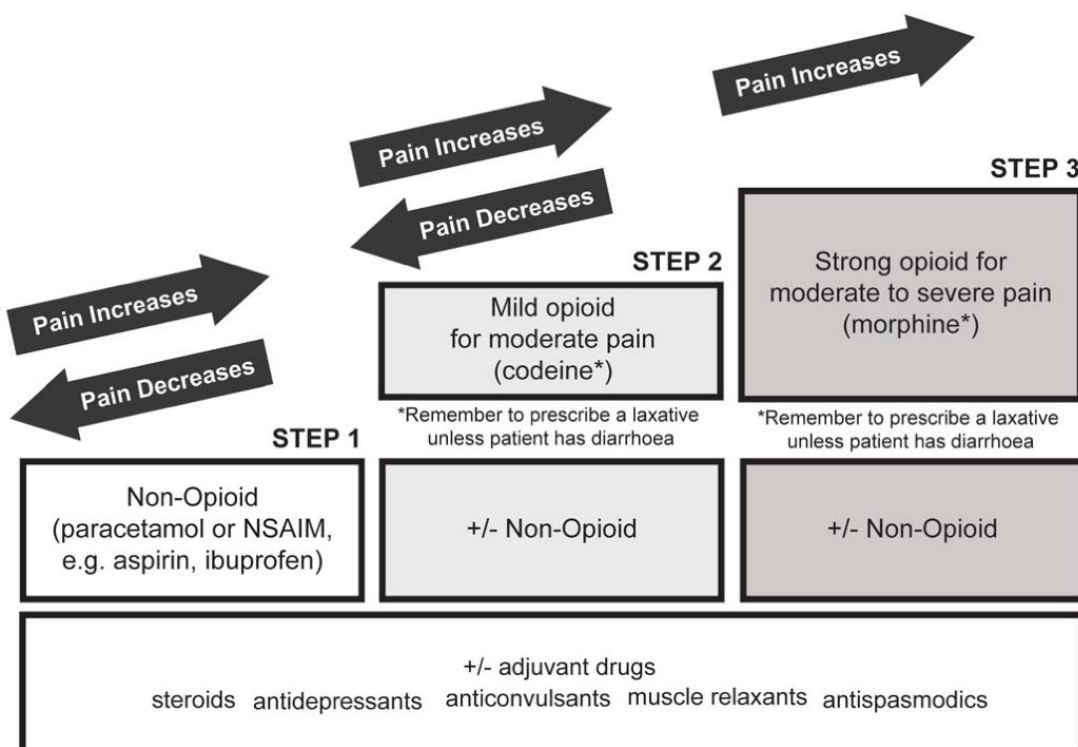 Pain Increases
Pain Decreases
STEP 1
Non-Opioid
(paracetamol or NSAIM,
e.g. aspirin, ibuprofen)
Pain Increases
Pain Decreases
STEP 2
Mild opioid
for moderate pain
(codeine*)
*Remember to prescribe a laxative
unless patient has diarrhoea
+/- Non-Opioid
Pain Increases
STEP 3
Strong opioid for
moderate to severe pain
(morphine*)
*Remember to prescribe a laxative
unless patient has diarrhoea
+/- Non-Opioid
+/- adjuvant drugs
steroids antidepressants anticonvulsants muscle relaxants antispasmodics